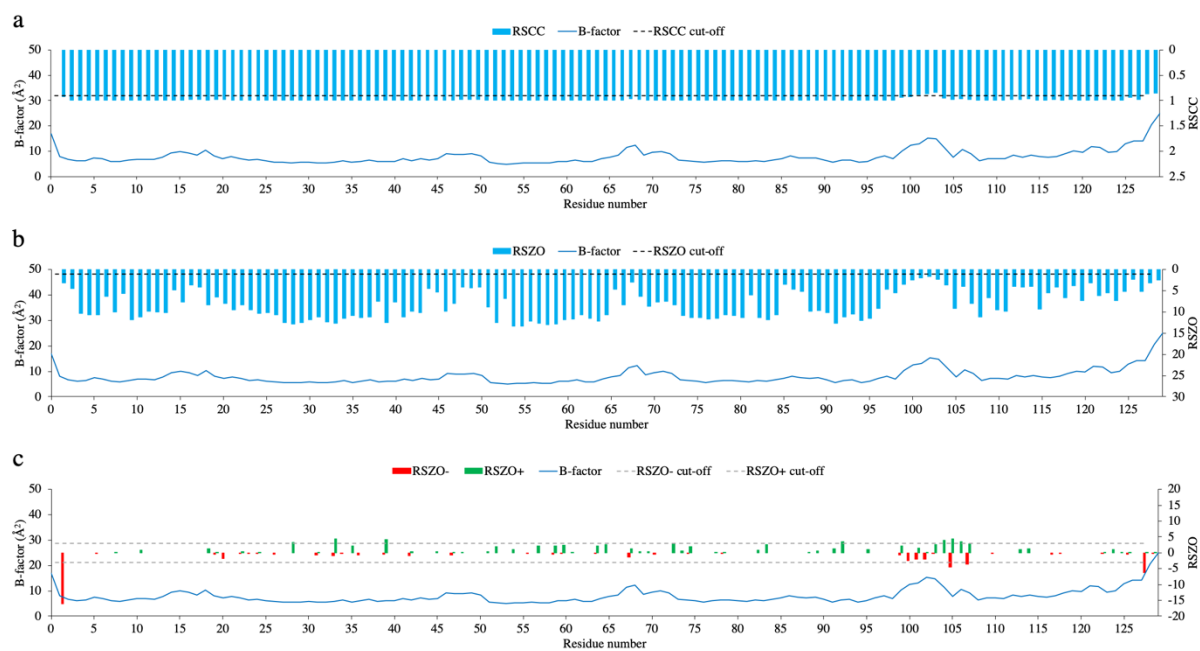 a
RSCC B-factor RSCC cut-off
50 0
40 0.5
30 1.0
20 1.5
10 2
0 2.5
B-factor (Å²)
RSCC
0 5 10 15 20 25 30 35 40 45 50 55 60 65 70 75 80 85 90 95 100 105 110 115 120 125
Residue number
b
RSZO B-factor RSZO cut-off
50 0
5
40
10
30
15
20 20
10 25
0 30
B-factor (Å²)
RSZO
0 5 10 15 20 25 30 35 40 45 50 55 60 65 70 75 80 85 90 95 100 105 110 115 120 125
Residue number
c
RSZO- RSZO+ B-factor RSZO- cut-off RSZO+ cut-off
50 20
15
40
10
30 5
0
20 -5
10 -10
-15
0 -20
B-factor (Å²)
RSZO
0 5 10 15 20 25 30 35 40 45 50 55 60 65 70 75 80 85 90 95 100 105 110 115 120 125
Residue number